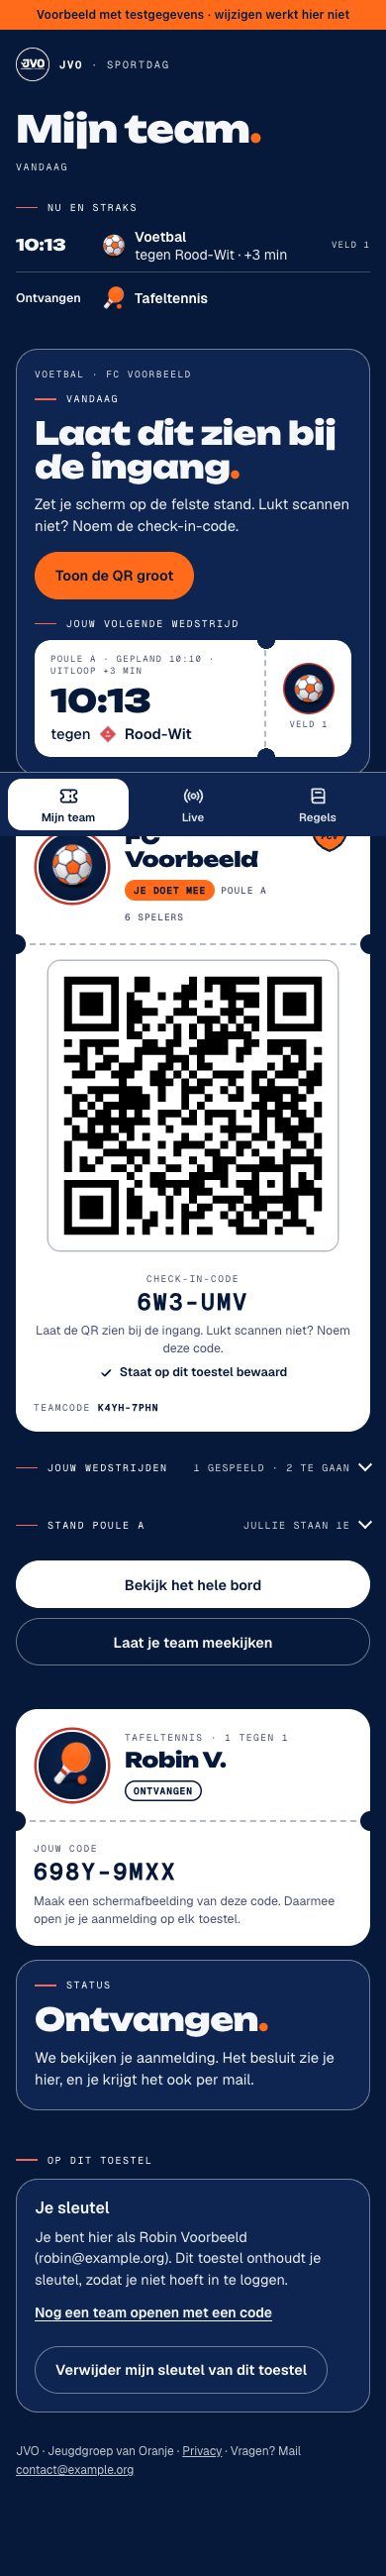 Voorbeeld met testgegevens · wijzigen werkt hier niet
JVO
JVO · SPORTDAG
Mijn team.
VANDAAG
NU EN STRAKS
10:13 Voetbal VELD 1
tegen Rood-Wit · +3 min
Ontvangen Tafeltennis
VOETBAL · FC VOORBEELD
VANDAAG
Laat dit zien bij
de ingang.
Zet je scherm op de felste stand. Lukt scannen
niet? Noem de check-in-code.
Toon de QR groot
JOUW VOLGENDE WEDSTRIJD
POULE A · GEPLAND 10:10 ·
UITLOOP +3 MIN
10:13
tegen Rood-Wit
VELD 1
Mijn team Live Regels
FC
Voorbeeld
JE DOET MEE POULE A
6 SPELERS
CHECK-IN-CODE
6W3-UMV
Laat de QR zien bij de ingang. Lukt scannen niet? Noem
deze code.
Staat op dit toestel bewaard
TEAMCODE K4YH-7PHN
JOUW WEDSTRIJDEN 1 GESPEELD · 2 TE GAAN
STAND POULE A JULLIE STAAN 1E
Bekijk het hele bord
Laat je team meekijken
TAFELTENNIS · 1 TEGEN 1
Robin V.
ONTVANGEN
JOUW CODE
698Y-9MXX
Maak een schermafbeelding van deze code. Daarmee
open je je aanmelding op elk toestel.
STATUS
Ontvangen.
We bekijken je aanmelding. Het besluit zie je
hier, en je krijgt het ook per mail.
OP DIT TOESTEL
Je sleutel
Je bent hier als Robin Voorbeeld
(robin@example.org). Dit toestel onthoudt je
sleutel, zodat je niet hoeft in te loggen.
Nog een team openen met een code
Verwijder mijn sleutel van dit toestel
JVO · Jeugdgroep van Oranje · Privacy · Vragen? Mail
contact@example.org